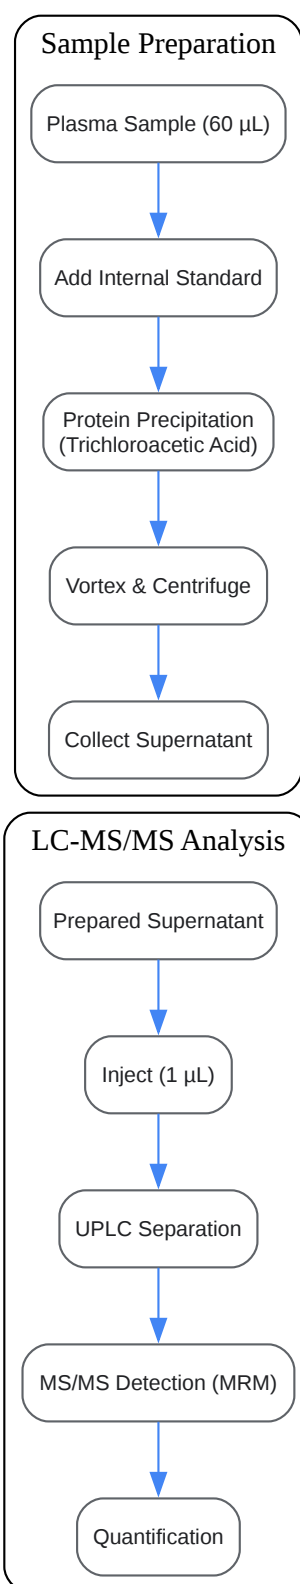 Sample Preparation
Plasma Sample (60 µL)
Add Internal Standard
Protein Precipitation
(Trichloroacetic Acid)
Vortex & Centrifuge
Collect Supernatant
LC-MS/MS Analysis
Prepared Supernatant
Inject (1 µL)
UPLC Separation
MS/MS Detection (MRM)
Quantification